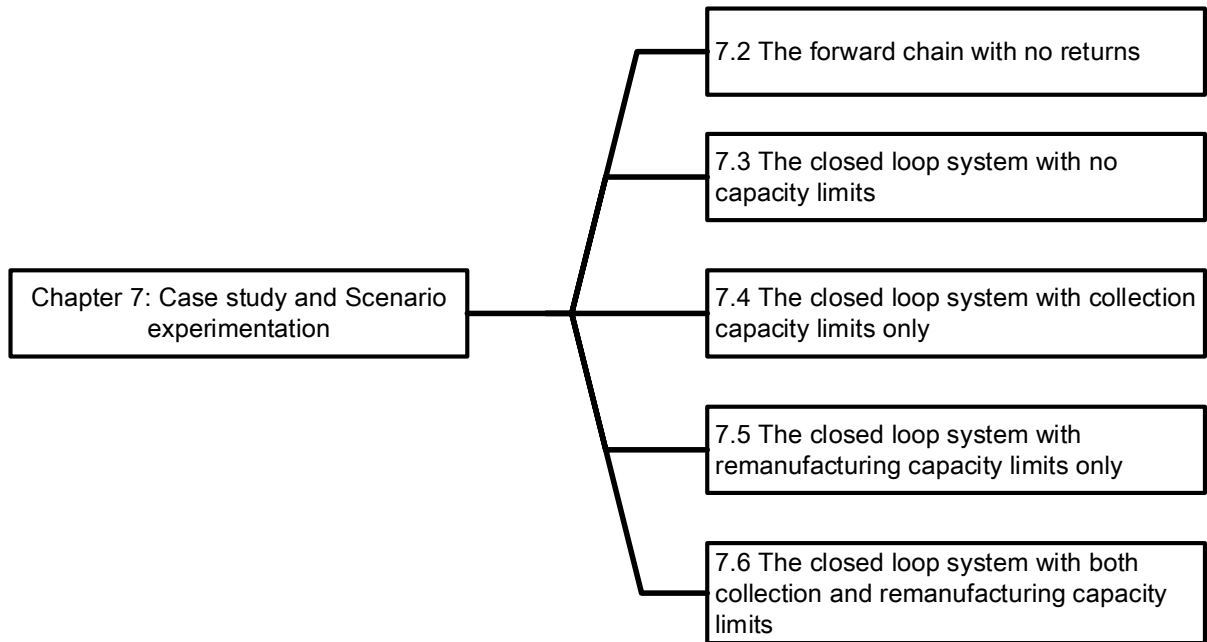 7.2 The forward chain with no returns
7.3 The closed loop system with no
capacity limits
Chapter 7: Case study and Scenario
experimentation
7.4 The closed loop system with collection
capacity limits only
7.5 The closed loop system with
remanufacturing capacity limits only
7.6 The closed loop system with both
collection and remanufacturing capacity
limits